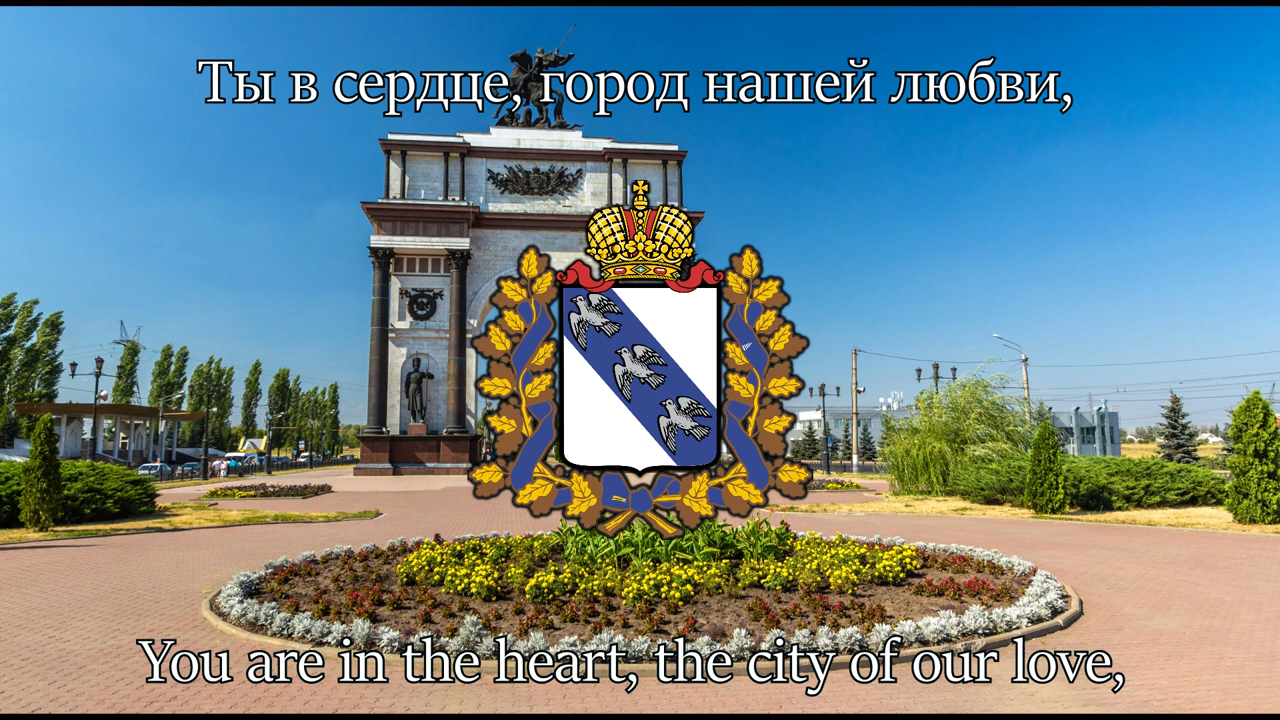 Ты в сердце, город нашей любви,
You are in the heart, the city of our love,